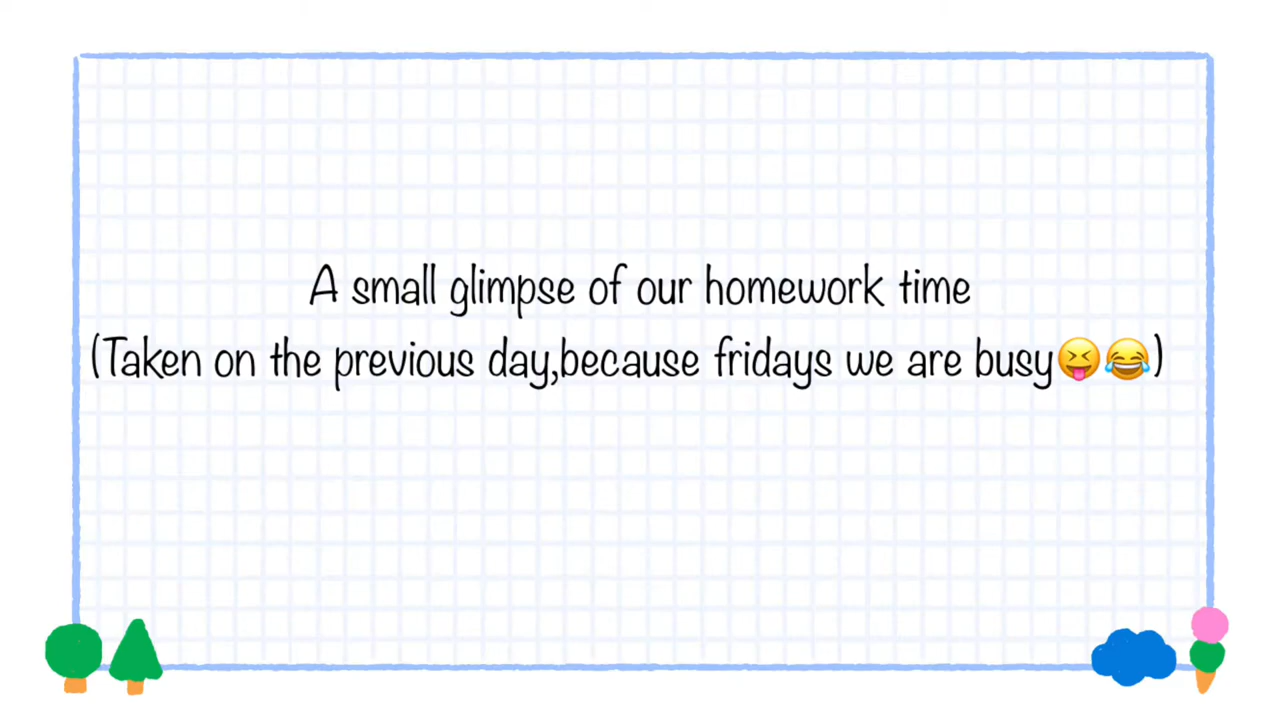 A small glimpse of our homework time
(Taken on the previous day,because fridays we are busy😝😂)